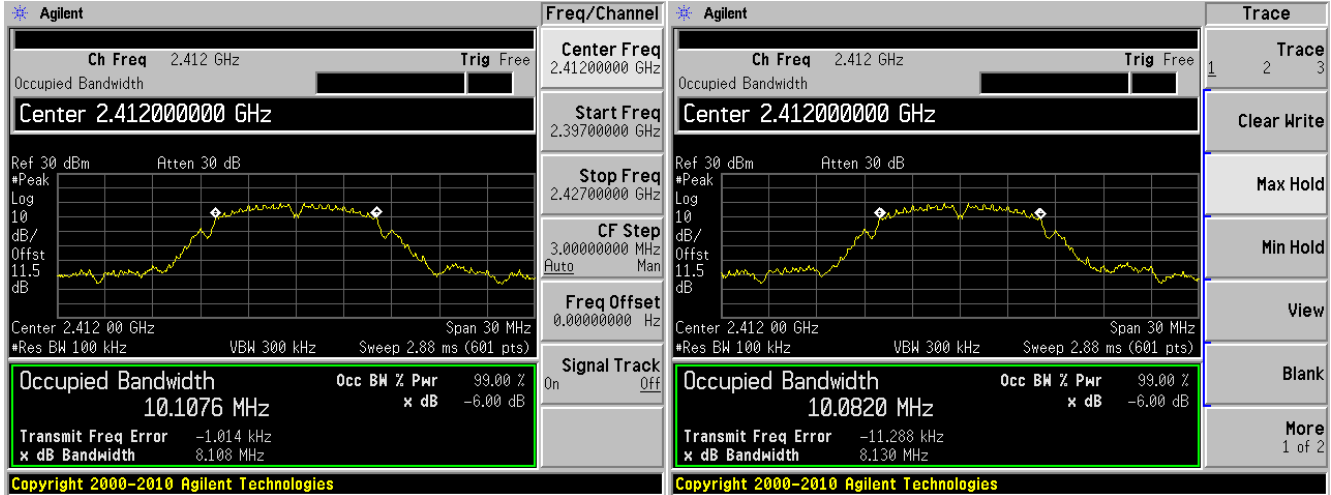 Agilent
Freq/Channel
Ch Freq 2.412 GHz Trig Free
Occupied Bandwidth
Center 2.412000000 GHz
Ref 30 dBm Atten 30 dB
#Peak
Log
10
dB/
Offst
11.5
dB
Center 2.412 00 GHz Span 30 MHz
#Res BW 100 kHz VBW 300 kHz Sweep 2.88 ms (601 pts)
Occupied Bandwidth Occ BW % Pwr 99.00 %
10.1076 MHz x dB -6.00 dB
Transmit Freq Error -1.014 kHz
x dB Bandwidth 8.108 MHz
Copyright 2000-2010 Agilent Technologies
Center Freq
2.41200000 GHz
Start Freq
2.39700000 GHz
Stop Freq
2.42700000 GHz
CF Step
3.00000000 MHz
Auto Man
Freq Offset
0.00000000 Hz
Signal Track
On Off
Agilent
Trace
Ch Freq 2.412 GHz Trig Free
Occupied Bandwidth
Center 2.412000000 GHz
Ref 30 dBm Atten 30 dB
#Peak
Log
10
dB/
Offst
11.5
dB
Center 2.412 00 GHz Span 30 MHz
#Res BW 100 kHz VBW 300 kHz Sweep 2.88 ms (601 pts)
Occupied Bandwidth Occ BW % Pwr 99.00 %
10.0820 MHz x dB -6.00 dB
Transmit Freq Error -11.288 kHz
x dB Bandwidth 8.130 MHz
Copyright 2000-2010 Agilent Technologies
Trace
1 2 3
Clear Write
Max Hold
Min Hold
View
Blank
More
1 of 2